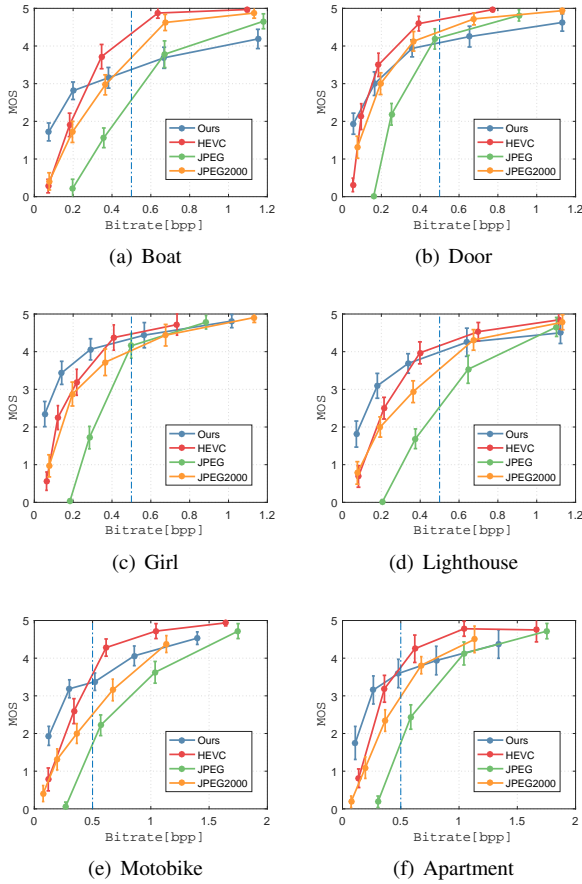 5
4
3
2
1
0
MOS
0 0.2 0.4 0.6 0.8 1 1.2
Bitrate[bpp]
Ours
HEVC
JPEG
JPEG2000
(a) Boat
5
4
3
2
1
0
MOS
0 0.2 0.4 0.6 0.8 1 1.2
Bitrate[bpp]
Ours
HEVC
JPEG
JPEG2000
(b) Door
5
4
3
2
1
0
MOS
0 0.2 0.4 0.6 0.8 1 1.2
Bitrate[bpp]
Ours
HEVC
JPEG
JPEG2000
(c) Girl
5
4
3
2
1
0
MOS
0 0.2 0.4 0.6 0.8 1 1.2
Bitrate[bpp]
Ours
HEVC
JPEG
JPEG2000
(d) Lighthouse
5
4
3
2
1
0
MOS
0 0.5 1 1.5 2
Bitrate[bpp]
Ours
HEVC
JPEG
JPEG2000
(e) Motobike
5
4
3
2
1
0
MOS
0 0.5 1 1.5 2
Bitrate[bpp]
Ours
HEVC
JPEG
JPEG2000
(f) Apartment